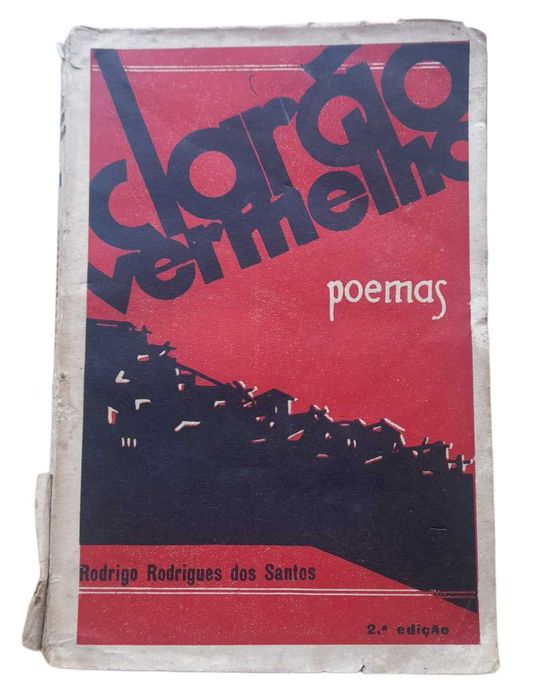 clarão
vermelho
poemas
Rodrigo Rodrigues dos Santos
2.ª edição